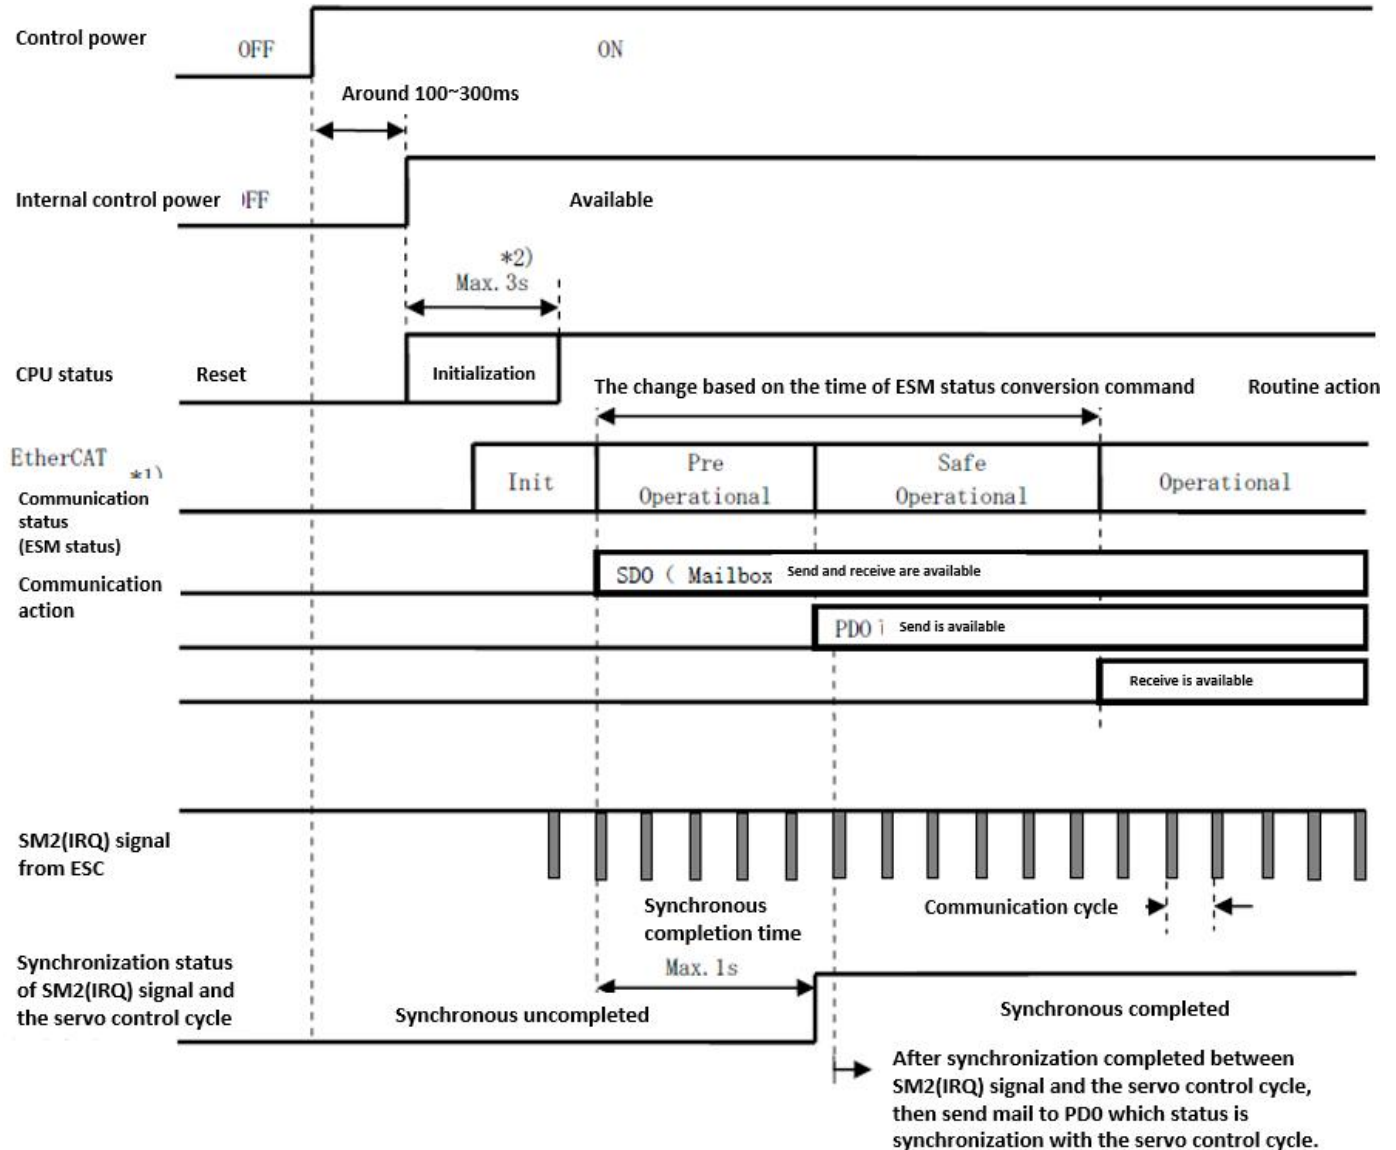 Control power
OFF
ON
Around 100~300ms
Internal control power
FF
Available
*2)
Max. 3s
CPU status
Reset
Initialization
The change based on the time of ESM status conversion command
Routine action
EtherCAT
*1)
Communication
status
(ESM status)
Init
Pre
Operational
Safe
Operational
Operational
Communication
action
SDO ( Mailbox
Send and receive are available
PDO
Send is available
Receive is available
SM2(IRQ) signal
from ESC
Synchronous
completion time
Max. 1s
Communication cycle
Synchronization status
of SM2(IRQ) signal and
the servo control cycle
Synchronous uncompleted
Synchronous completed
After synchronization completed between
SM2(IRQ) signal and the servo control cycle,
then send mail to PD0 which status is
synchronization with the servo control cycle.